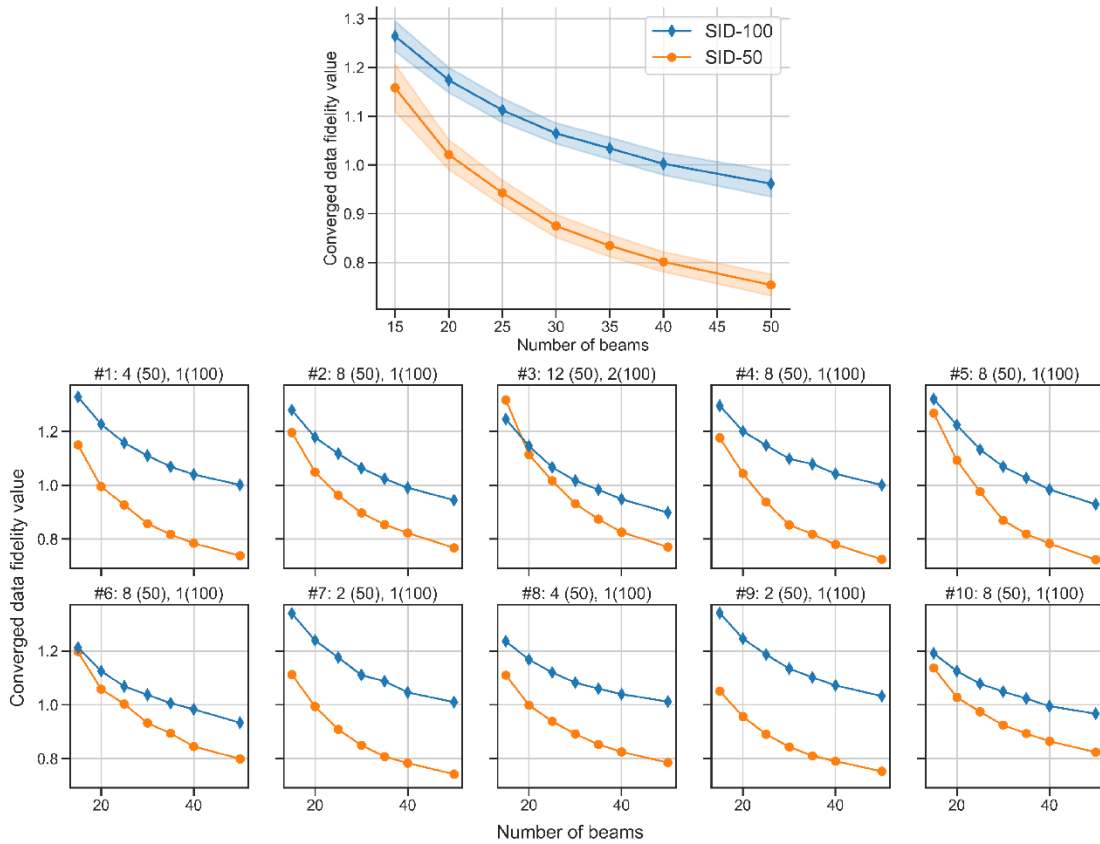 1.3
1.2
1.1
1.0
0.9
0.8
Converged data fidelity value
SID-100
SID-50
15 20 25 30 35 40 45 50
Number of beams
#1: 4 (50), 1(100)
#2: 8 (50), 1(100)
#3: 12 (50), 2(100)
#4: 8 (50), 1(100)
#5: 8 (50), 1(100)
1.2
1.0
0.8
Converged data fidelity value
#6: 8 (50), 1(100)
#7: 2 (50), 1(100)
#8: 4 (50), 1(100)
#9: 2 (50), 1(100)
#10: 8 (50), 1(100)
1.2
1.0
0.8
20 40 20 40 20 40 20 40 20 40
Number of beams